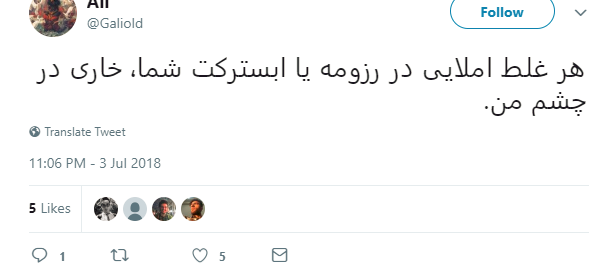 Ali
@Galiold
Follow
هر غلط املایی در رزومه یا ابسترکت شما، خاری در
چشم من.
Translate Tweet
11:06 PM - 3 Jul 2018
5 Likes
1
5